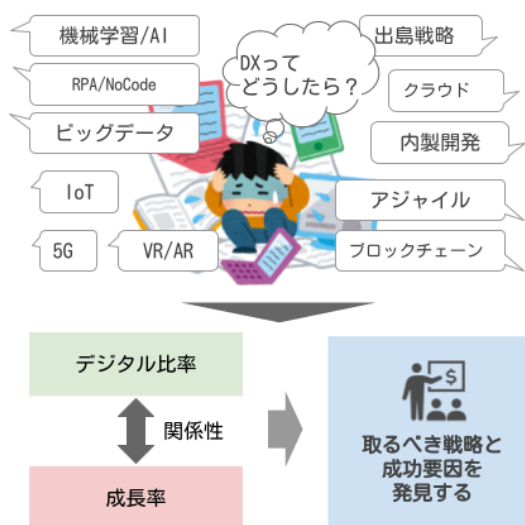 機械学習/AI
RPA/NoCode
ビッグデータ
IoT
5G
VR/AR
DXって
どうしたら？
出島戦略
クラウド
内製開発
アジャイル
ブロックチェーン
デジタル比率
関係性
成長率
$
取るべき戦略と
成功要因を
発見する